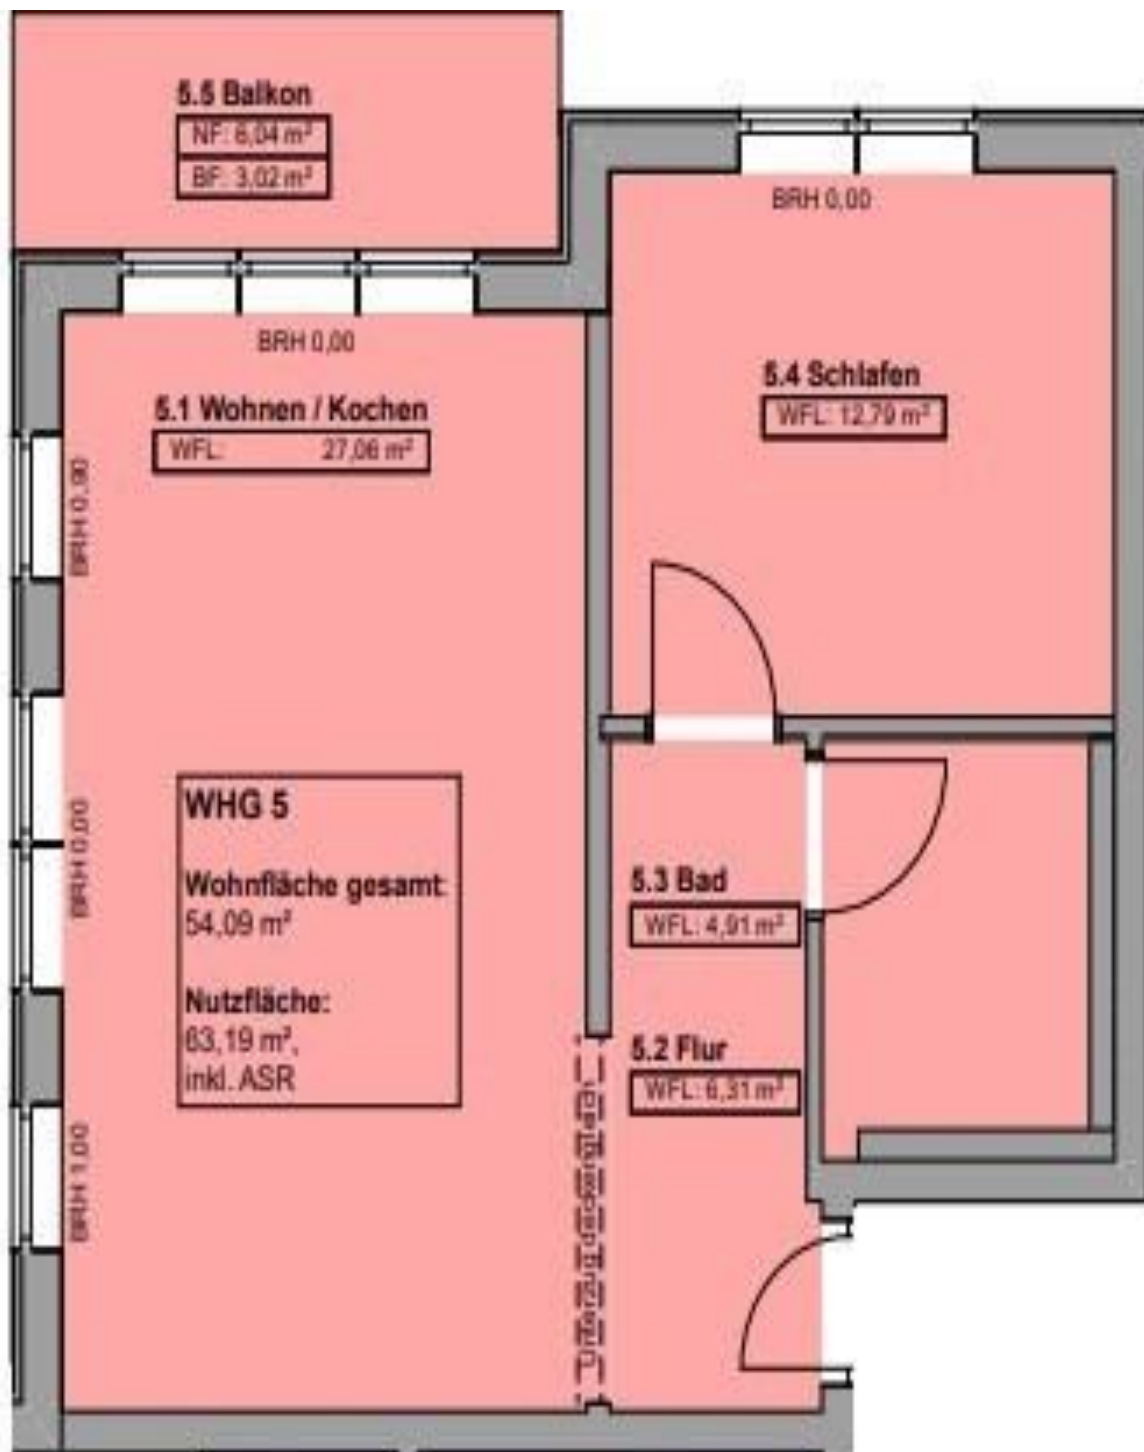 5.5 Balkon
NF: 6,04 m²
BF: 3,02 m²
BRH 0,00
BRH 0,00
5.4 Schlafen
WFL: 12,79 m²
5.1 Wohnen / Kochen
WFL: 27,06 m²
BRH 0,90
WHG 5
Wohnfläche gesamt:
54,09 m²
Nutzfläche:
63,19 m²,
inkl. ASR
BRH 0,00
5.3 Bad
WFL: 4,91 m²
5.2 Flur
WFL: 6,31 m²
BRH 1,00